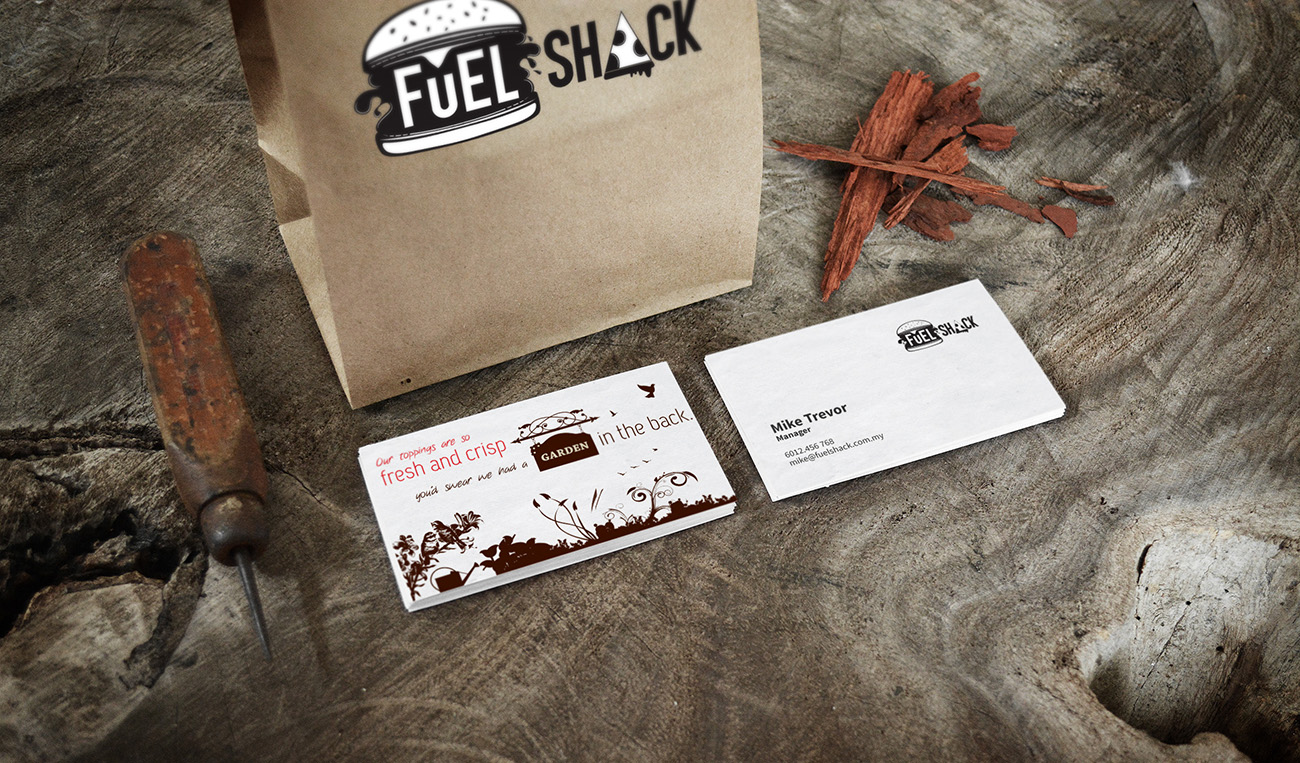 FUEL SHACK
Our toppings are so
fresh and crisp
you'd swear we had a
GARDEN
in the back.
FUEL SHACK
Mike Trevor
Manager
6012.456 768
mike@fuelshack.com.my